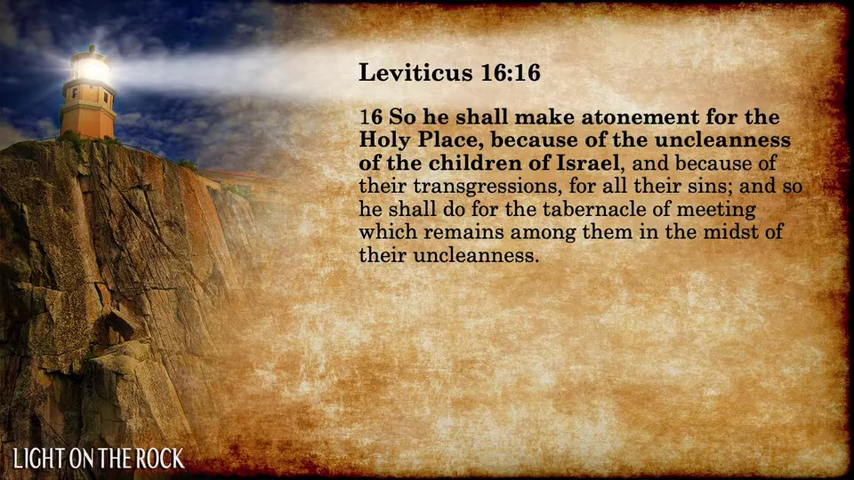 Leviticus 16:16
16 So he shall make atonement for the
Holy Place, because of the uncleanness
of the children of Israel, and because of
their transgressions, for all their sins; and so
he shall do for the tabernacle of meeting
which remains among them in the midst of
their uncleanness.
LIGHT ON THE ROCK